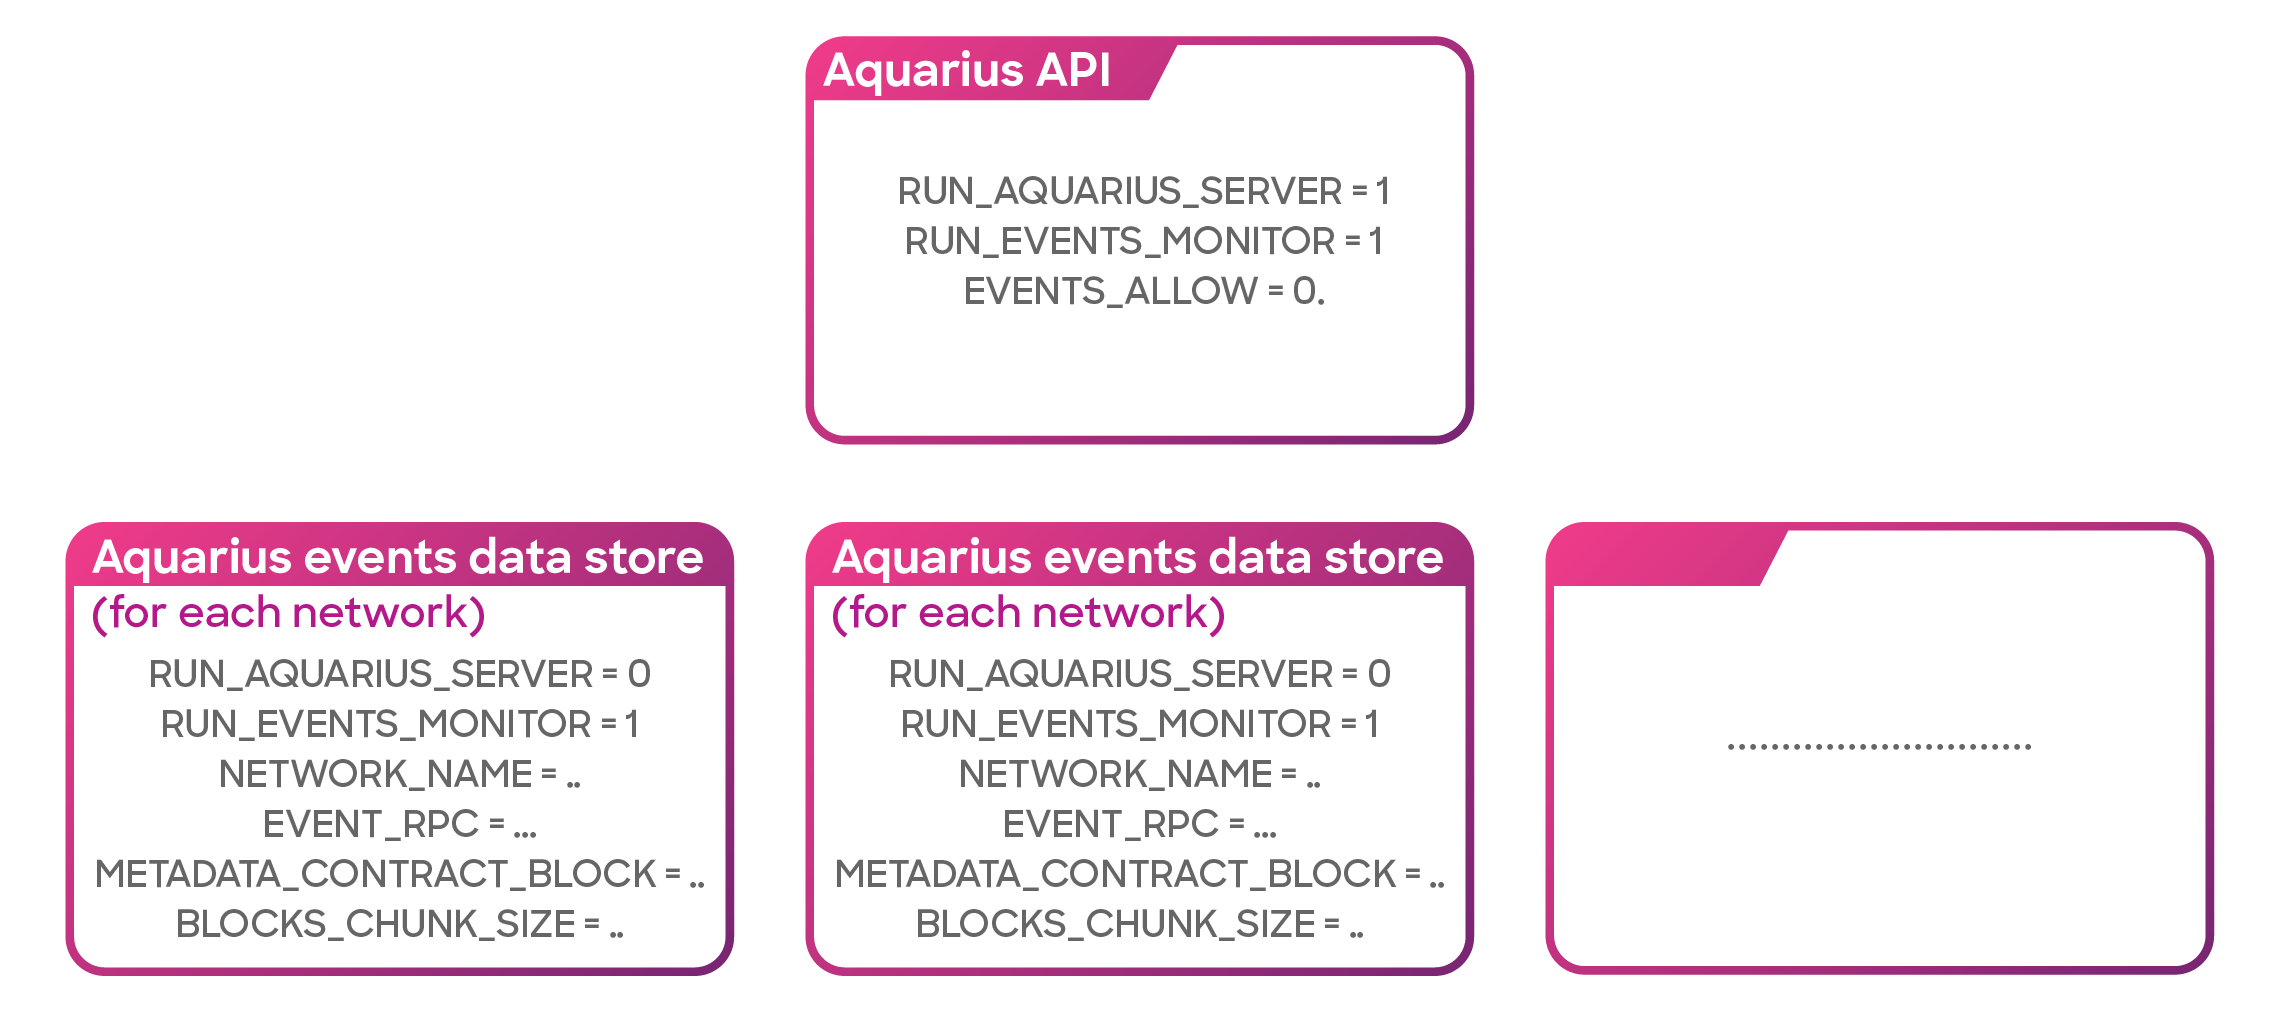 Aquarius API
RUN_AQUARIUS_SERVER = 1
RUN_EVENTS_MONITOR = 1
EVENTS_ALLOW = 0.
Aquarius events data store
(for each network)
RUN_AQUARIUS_SERVER = 0
RUN_EVENTS_MONITOR = 1
NETWORK_NAME = ..
EVENT_RPC = ...
METADATA_CONTRACT_BLOCK = ..
BLOCKS_CHUNK_SIZE = ..
Aquarius events data store
(for each network)
RUN_AQUARIUS_SERVER = 0
RUN_EVENTS_MONITOR = 1
NETWORK_NAME = ..
EVENT_RPC = ...
METADATA_CONTRACT_BLOCK = ..
BLOCKS_CHUNK_SIZE = ..
............................